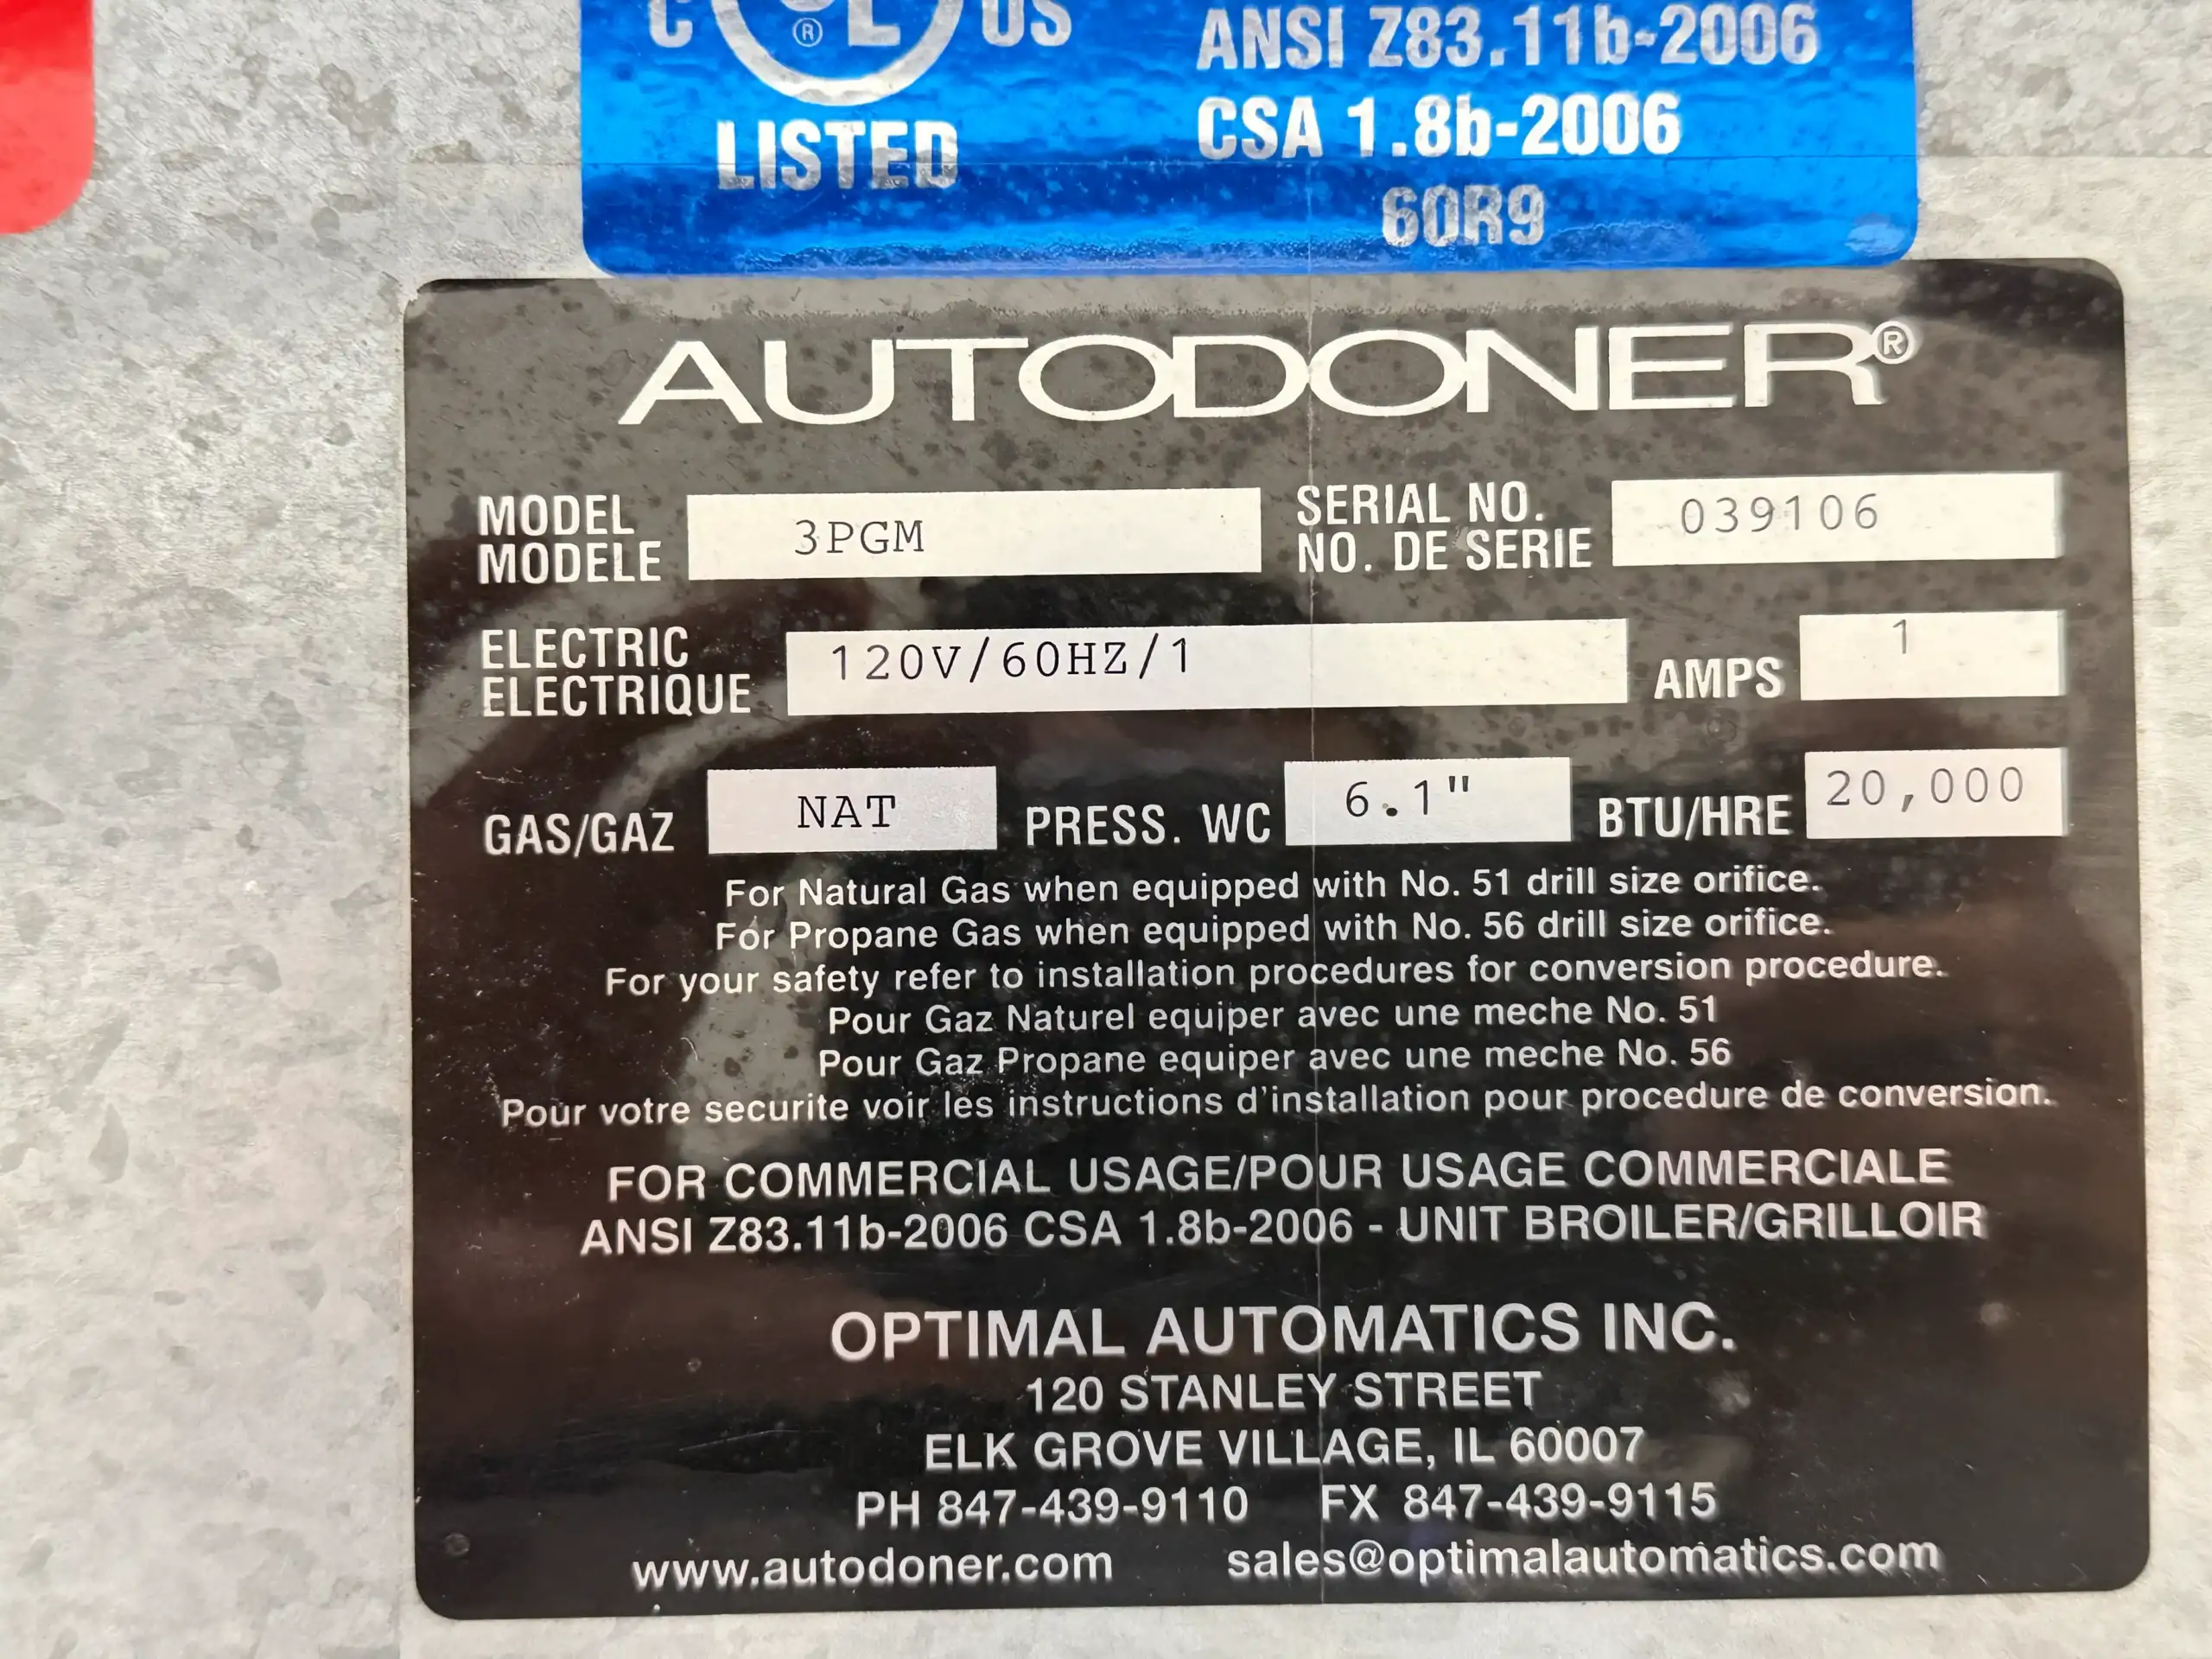 C UL ® US
ANSI Z83.11b-2006
LISTED
CSA 1.8b-2006
60R9
AUTODONER®
MODEL
MODELE
3PGM
SERIAL NO.
NO. DE SERIE
039106
ELECTRIC
ELECTRIQUE
120V/60HZ/1
AMPS
1
GAS/GAZ
NAT
PRESS. WC
6.1"
BTU/HRE
20,000
For Natural Gas when equipped with No. 51 drill size orifice.
For Propane Gas when equipped with No. 56 drill size orifice.
For your safety refer to installation procedures for conversion procedure.
Pour Gaz Naturel equiper avec une meche No. 51
Pour Gaz Propane equiper avec une meche No. 56
Pour votre securite voir les instructions d'installation pour procedure de conversion.
FOR COMMERCIAL USAGE/POUR USAGE COMMERCIALE
ANSI Z83.11b-2006 CSA 1.8b-2006 - UNIT BROILER/GRILLOIR
OPTIMAL AUTOMATICS INC.
120 STANLEY STREET
ELK GROVE VILLAGE, IL 60007
PH 847-439-9110 FX 847-439-9115
www.autodoner.com sales@optimalautomatics.com